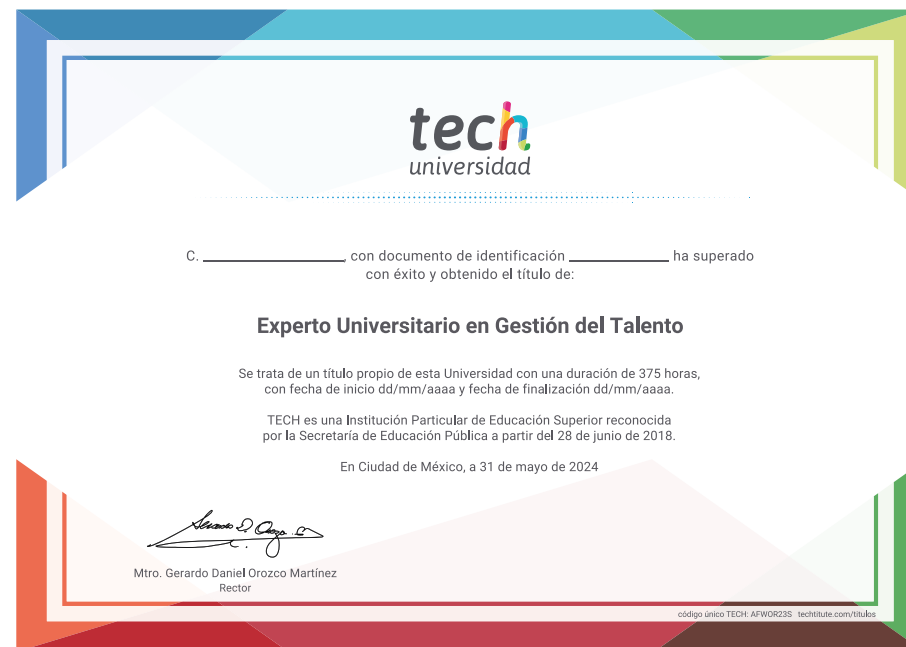 tech
universidad
C. ____________, con documento de identificación ____________ ha superado
con éxito y obtenido el título de:
Experto Universitario en Gestión del Talento
Se trata de un título propio de esta Universidad con una duración de 375 horas,
con fecha de inicio dd/mm/aaaa y fecha de finalización dd/mm/aaaa.
TECH es una Institución Particular de Educación Superior reconocida
por la Secretaría de Educación Pública a partir del 28 de junio de 2018.
En Ciudad de México, a 31 de mayo de 2024
Mtro. Gerardo Daniel Orozco Martínez
Rector
código único TECH: AFWOR23S techtitute.com/titulos